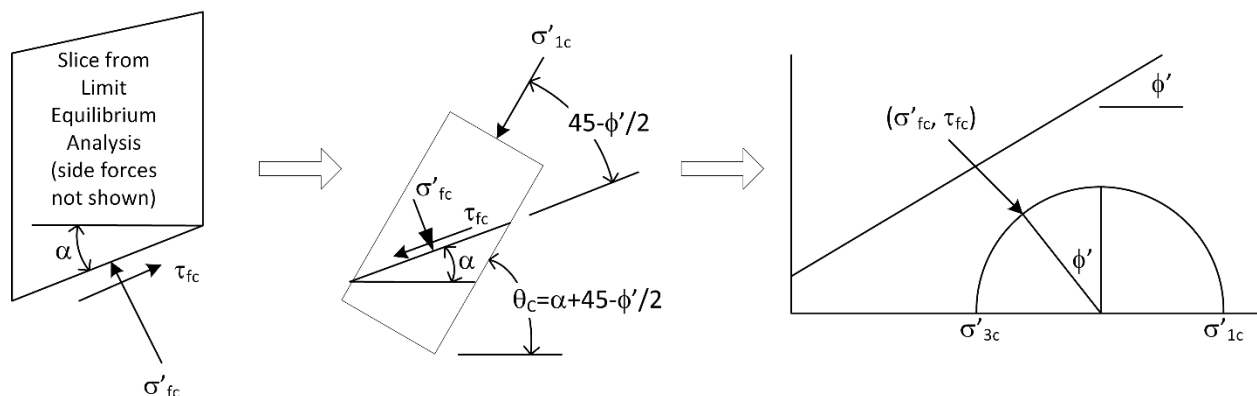 Slice from
Limit
Equilibrium
Analysis
(side forces
not shown)
α
τfc
σ'fc
σ'1c
45-ϕ'/2
σ'fc
τfc
α
θc=α+45-ϕ'/2
ϕ'
(σ'fc, τfc)
ϕ'
σ'3c
σ'1c